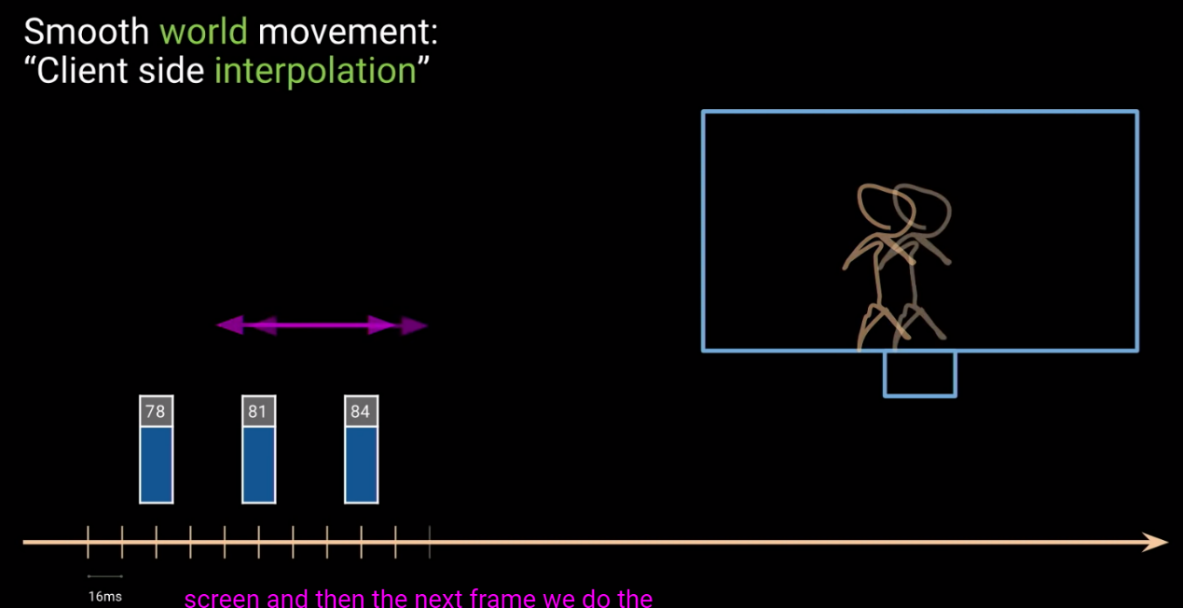 Smooth world movement:
“Client side interpolation”
78
81
84
16ms
screen and then the next frame we do the